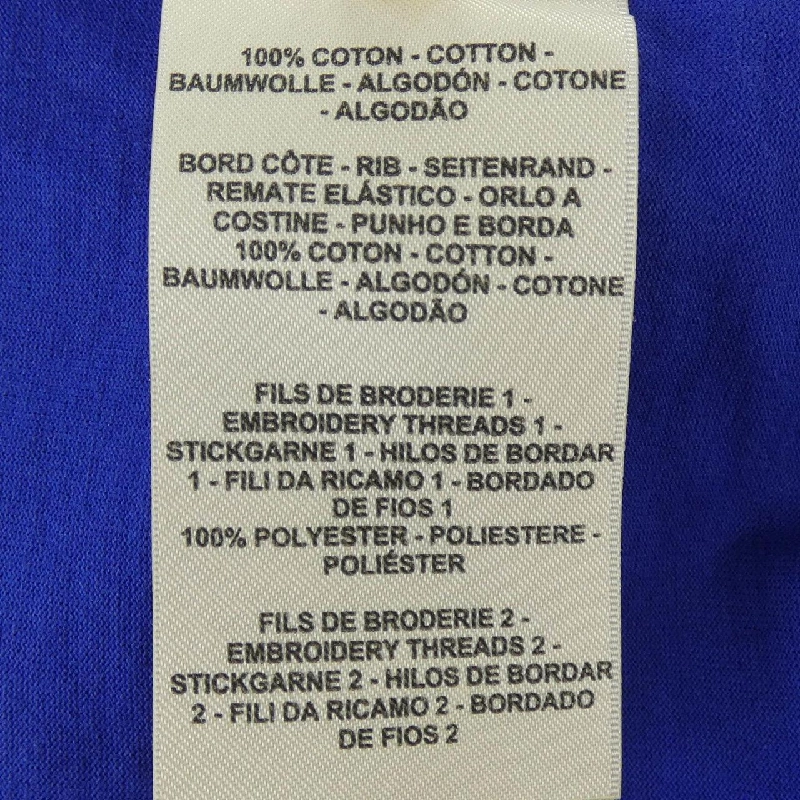 100% COTON - COTTON -
BAUMWOLLE - ALGODÓN - COTONE
- ALGODÃO
BORD CÔTE - RIB - SEITENRAND -
REMATE ELÁSTICO - ORLO A
COSTINE - PUNHO E BORDA
100% COTON - COTTON -
BAUMWOLLE - ALGODÓN - COTONE
- ALGODÃO
FILS DE BRODERIE 1 -
EMBROIDERY THREADS 1 -
STICKGARNE 1 - HILOS DE BORDAR
1 - FILI DA RICAMO 1 - BORDADO
DE FIOS 1
100% POLYESTER - POLIESTERE -
POLIÉSTER
FILS DE BRODERIE 2 -
EMBROIDERY THREADS 2 -
STICKGARNE 2 - HILOS DE BORDAR
2 - FILI DA RICAMO 2 - BORDADO
DE FIOS 2